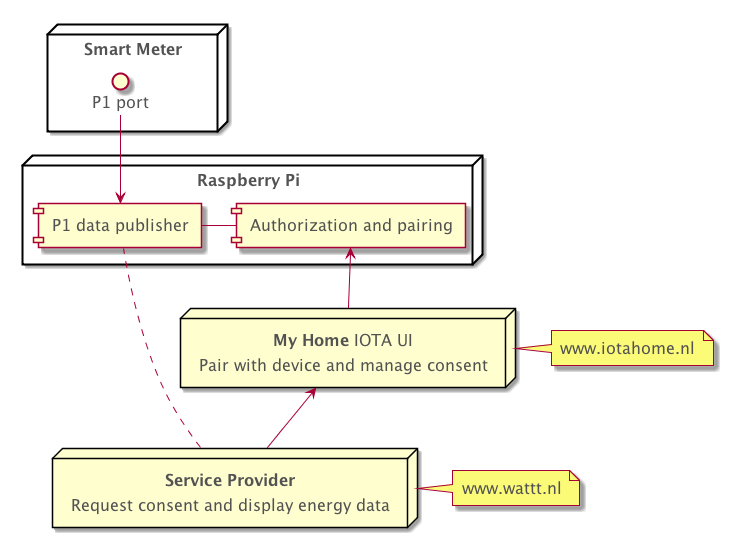 Smart Meter
P1 port
Raspberry Pi
P1 data publisher
Authorization and pairing
My Home IOTA UI
Pair with device and manage consent
www.iotahome.nl
Service Provider
Request consent and display energy data
www.wattt.nl